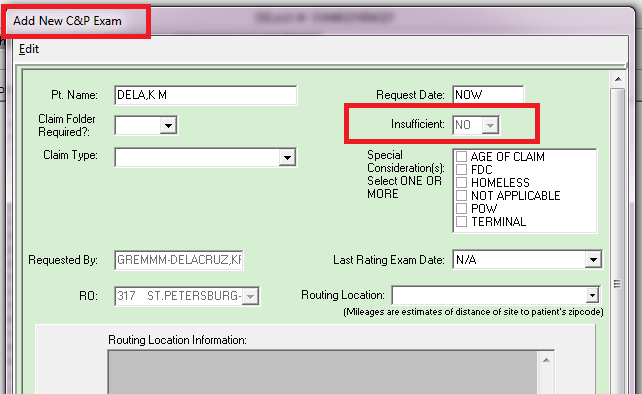 Add New C&P Exam
Edit
Pt. Name: DELA,K M Request Date: NOW
Claim Folder Required?: Insufficient: NO
Claim Type: Special
Consideration(s):
Select ONE OR
MORE
AGE OF CLAIM
FDC
HOMELESS
NOT APPLICABLE
POW
TERMINAL
Requested By: GREMMM-DELACRUZ,KF Last Rating Exam Date: N/A
RO: 317 ST.PETERSBURG- Routing Location:
(Mileages are estimates of distance of site to patient's zipcode)
Routing Location Information: